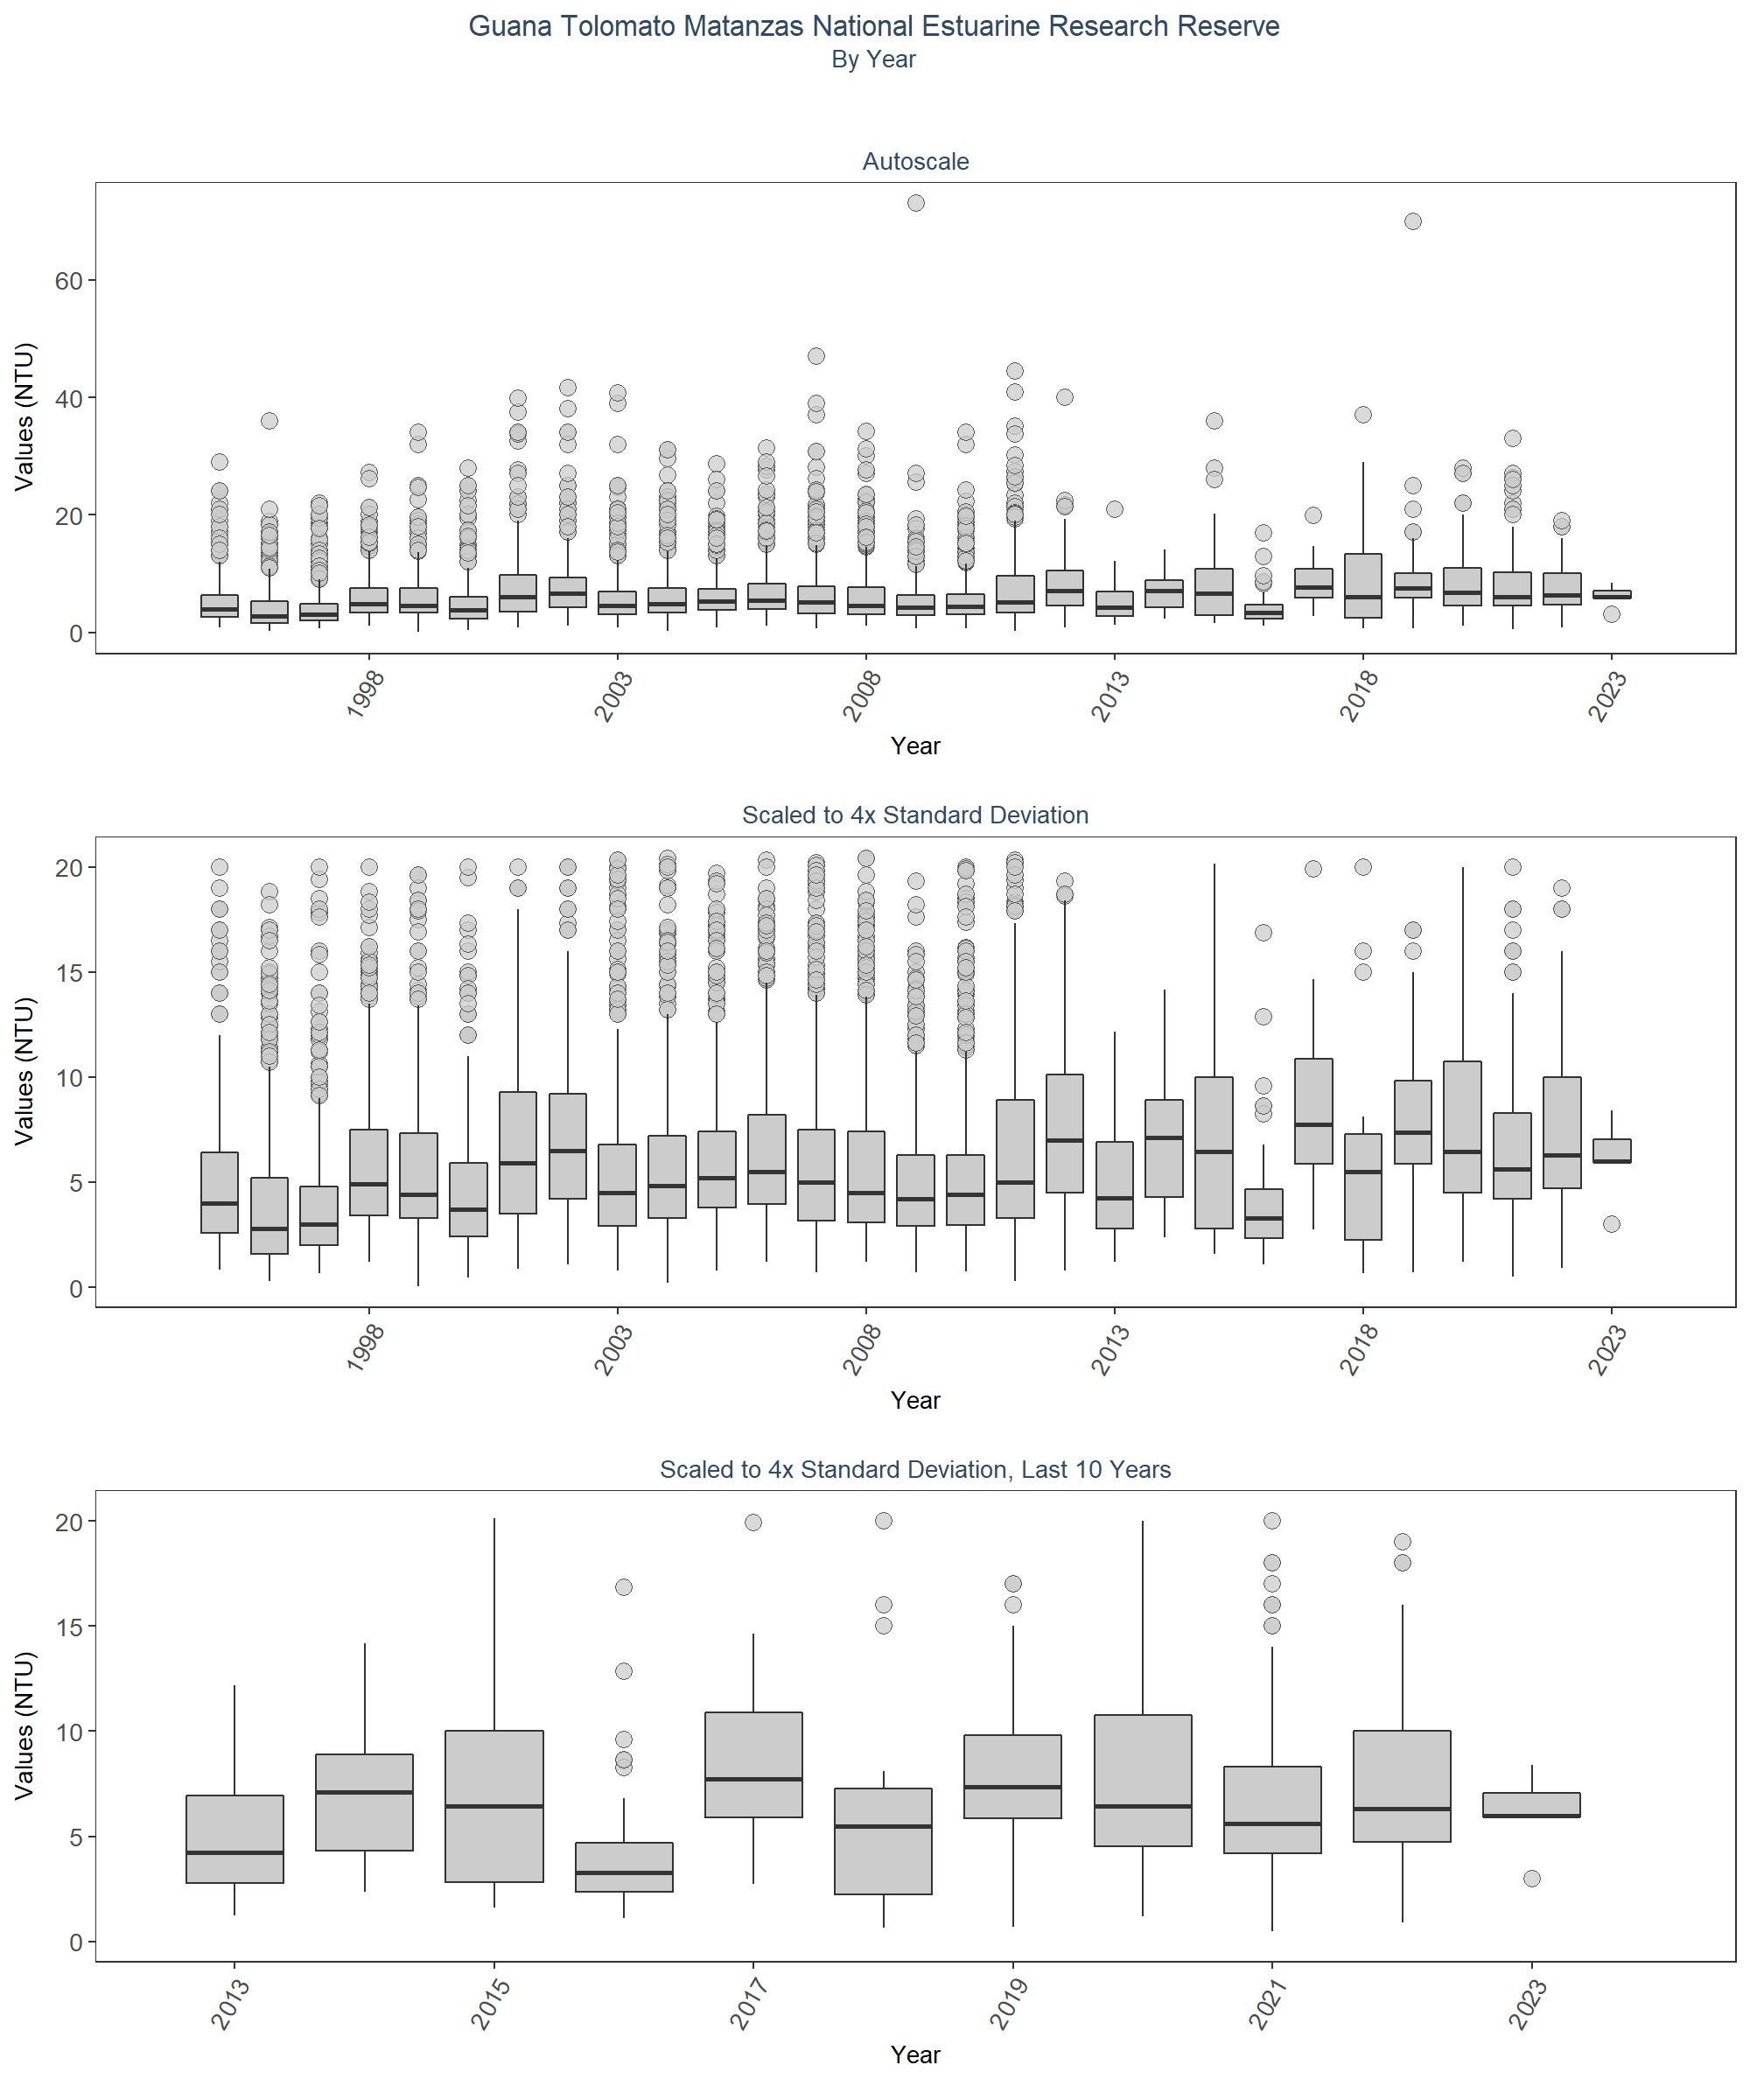 Guana Tolomato Matanzas National Estuarine Research Reserve
By Year
Autoscale
Values (NTU)
60
40
20
0
1998 2003 2008 2013 2018 2023
Year
Scaled to 4x Standard Deviation
Values (NTU)
20
15
10
5
0
1998 2003 2008 2013 2018 2023
Year
Scaled to 4x Standard Deviation, Last 10 Years
Values (NTU)
20
15
10
5
0
2013 2015 2017 2019 2021 2023
Year